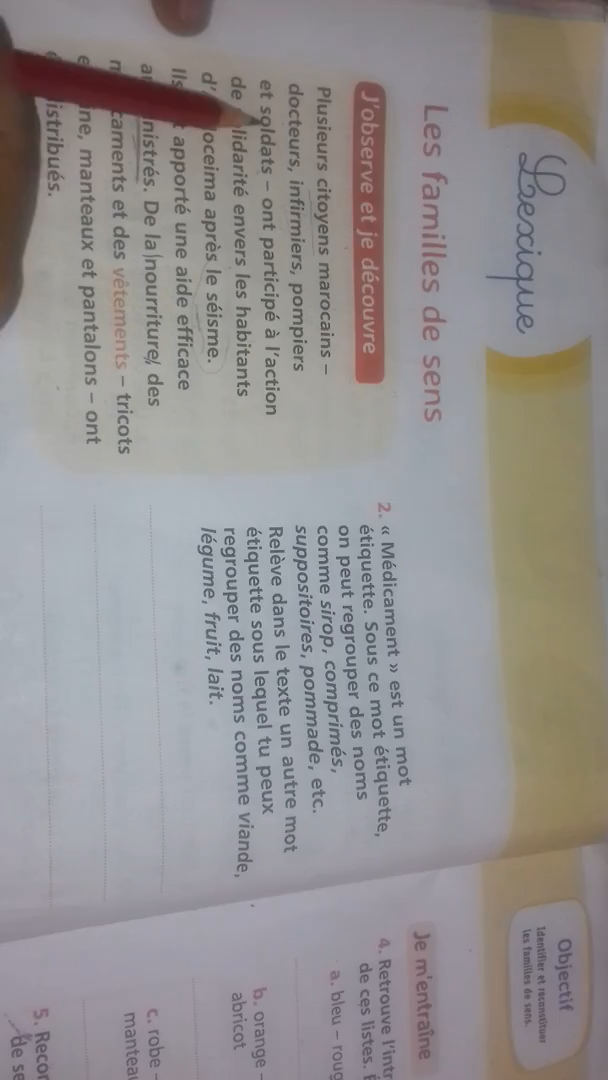 Lexique
Les familles de sens
J'observe et je découvre
Plusieurs citoyens marocains –
docteurs, infirmiers, pompiers
et soldats – ont participé à l'action
de lidarité envers les habitants
d' oceima après le séisme.
Ils t apporté une aide efficace
nistrés. De la nourriture, des
caments et des vêtements – tricots
ne, manteaux et pantalons – ont
istribués.
2. « Médicament » est un mot
étiquette. Sous ce mot étiquette,
on peut regrouper des noms
comme sirop, comprimés,
suppositoires, pommade, etc.
Relève dans le texte un autre mot
étiquette sous lequel tu peux
regrouper des noms comme viande,
légume, fruit, lait.
Objectif
Identifier et reconstituer
les familles de sens.
Je m'entraîne
4. Retrouve l'intr
de ces listes.
a. bleu – roug
b. orange –
abricot
c. robe –
manteau
5. Recon
de se